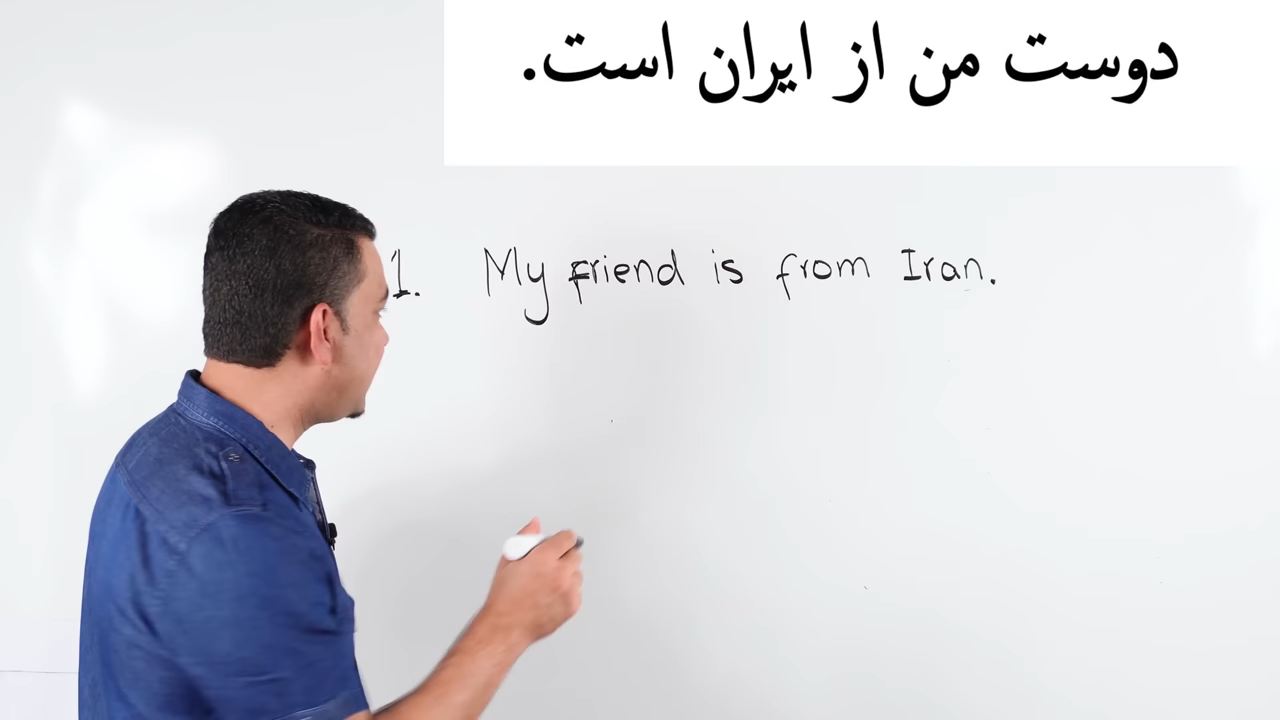 دوست من از ایران است.
1. My friend is from Iran.